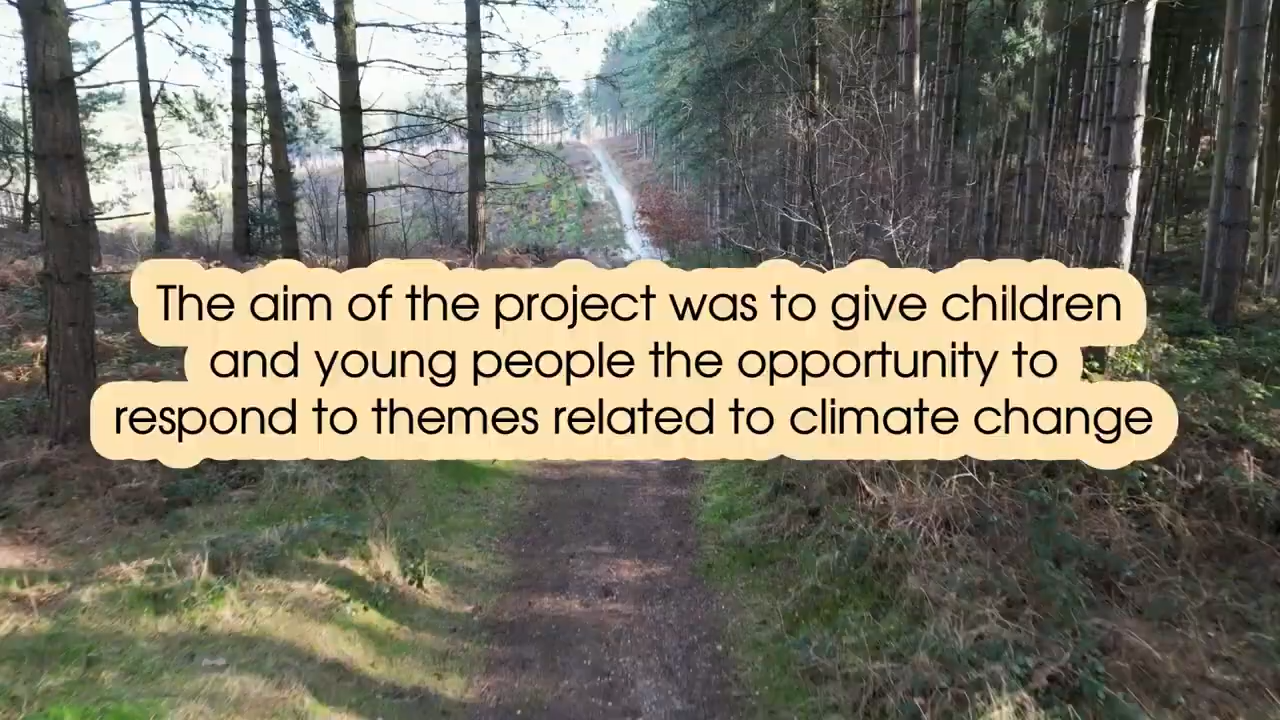 The aim of the project was to give children
and young people the opportunity to
respond to themes related to climate change